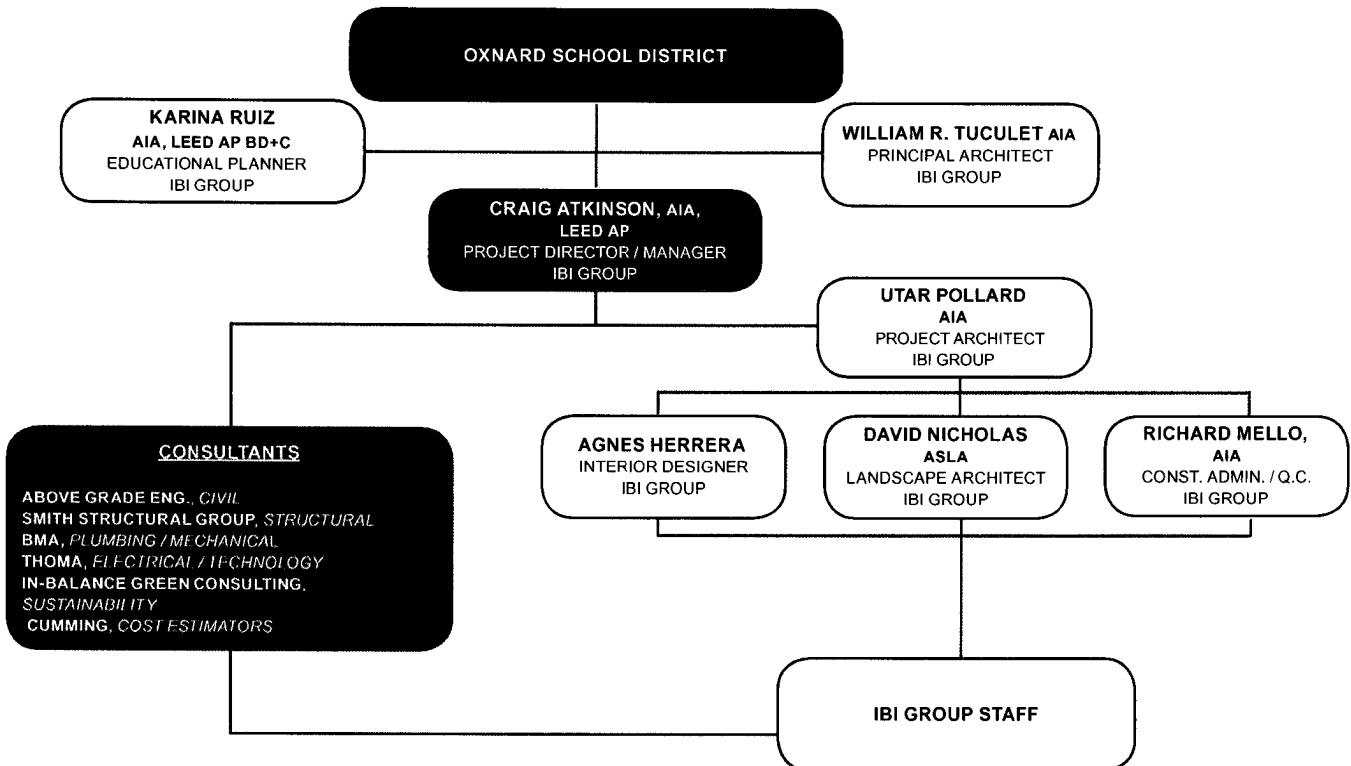 OXNARD SCHOOL DISTRICT
KARINA RUIZ
AIA, LEED AP BD+C
EDUCATIONAL PLANNER
IBI GROUP
WILLIAM R. TUCULET AIA
PRINCIPAL ARCHITECT
IBI GROUP
CRAIG ATKINSON, AIA,
LEED AP
PROJECT DIRECTOR / MANAGER
IBI GROUP
UTAR POLLARD
AIA
PROJECT ARCHITECT
IBI GROUP
CONSULTANTS
ABOVE GRADE ENG., CIVIL
SMITH STRUCTURAL GROUP, STRUCTURAL
BMA, PLUMBING / MECHANICAL
THOMA, ELECTRICAL / TECHNOLOGY
IN-BALANCE GREEN CONSULTING,
SUSTAINABILITY
CUMMING, COST ESTIMATORS
AGNES HERRERA
INTERIOR DESIGNER
IBI GROUP
DAVID NICHOLAS
ASLA
LANDSCAPE ARCHITECT
IBI GROUP
RICHARD MELLO,
AIA
CONST. ADMIN. / Q.C.
IBI GROUP
IBI GROUP STAFF